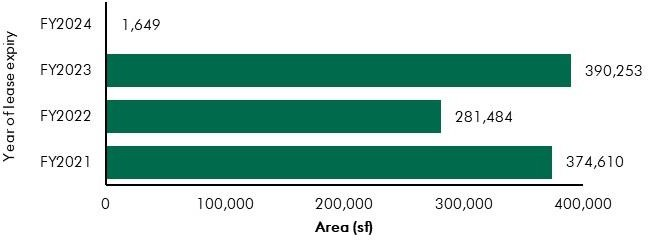 Year of lease expiry
FY2024 1,649
FY2023 390,253
FY2022 281,484
FY2021 374,610
0 100,000 200,000 300,000 400,000
Area (sf)